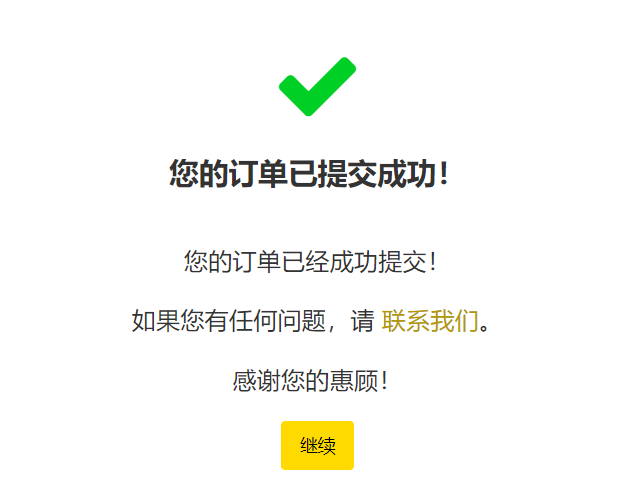 您的订单已提交成功！
您的订单已经成功提交！
如果您有任何问题，请 联系我们。
感谢您的惠顾！
继续